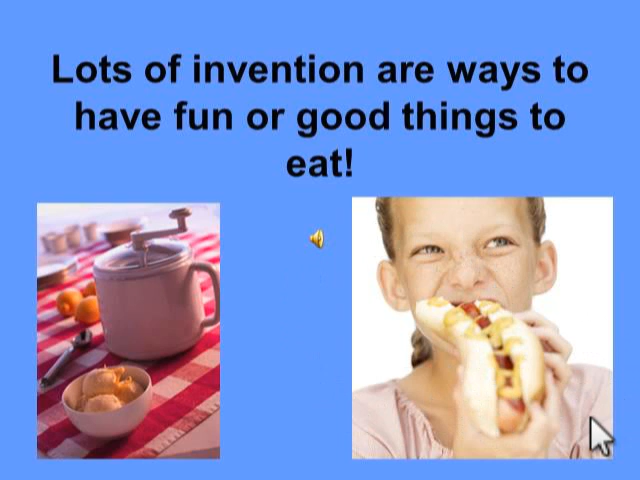 Lots of invention are ways to
have fun or good things to
eat!